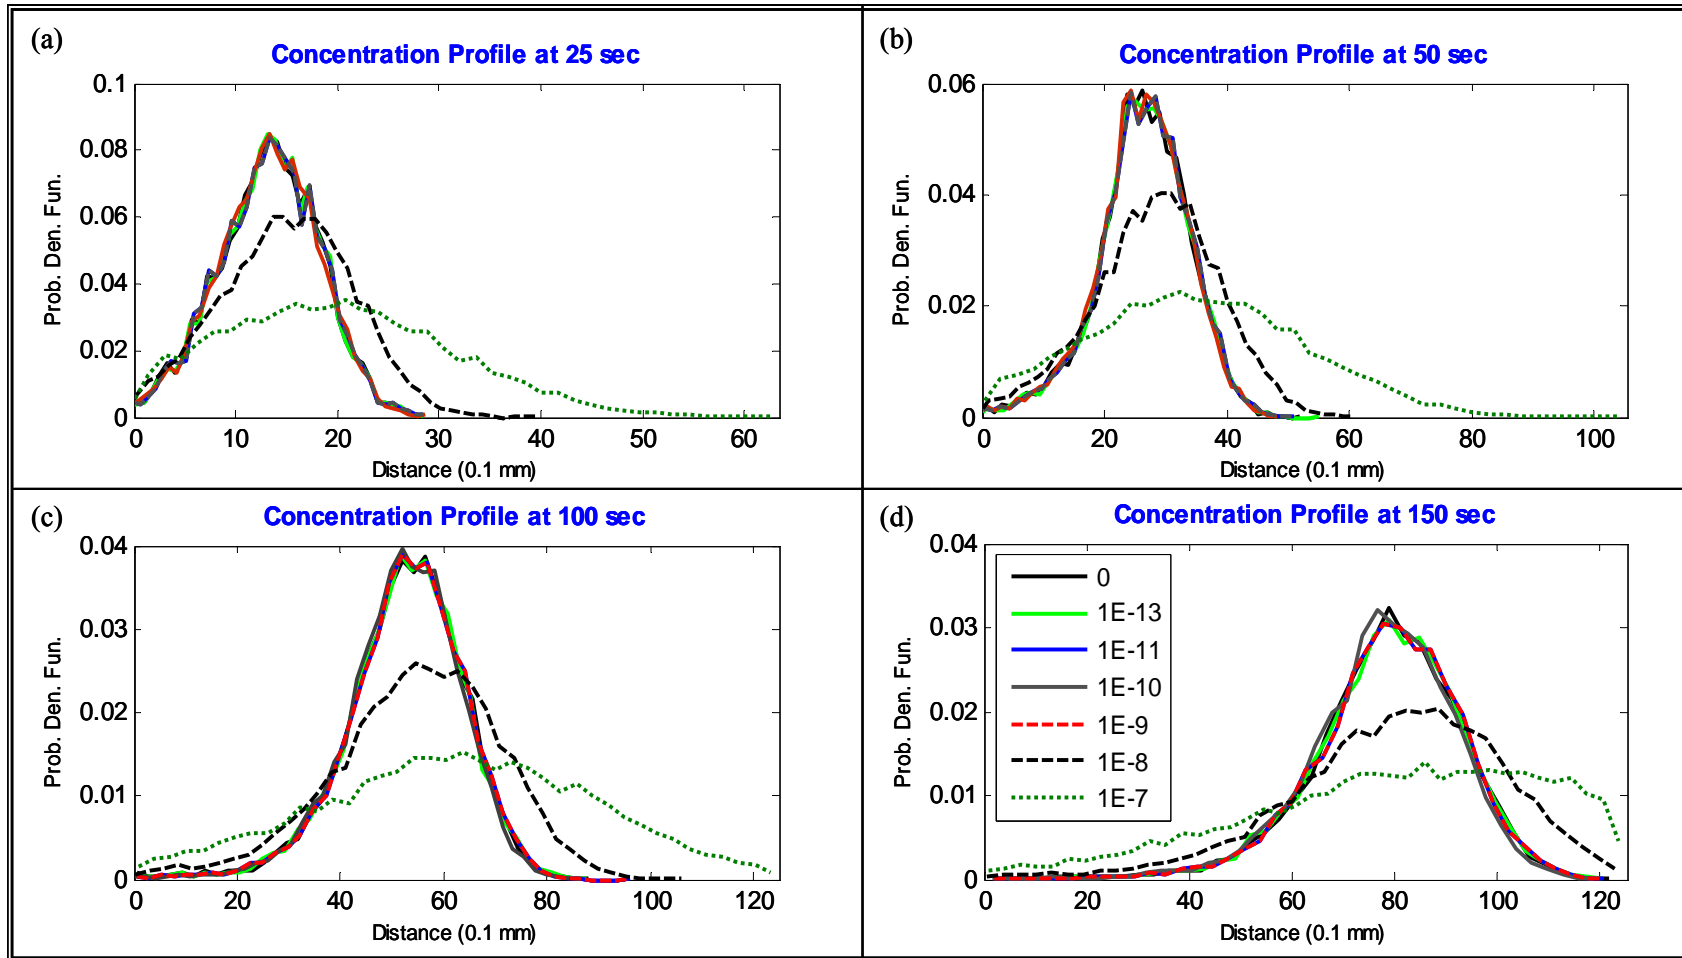 (a)
Concentration Profile at 25 sec
Prob. Den. Fun.
0.1
0.08
0.06
0.04
0.02
0
0 10 20 30 40 50 60
Distance (0.1 mm)
(b)
Concentration Profile at 50 sec
Prob. Den. Fun.
0.06
0.04
0.02
0
0 20 40 60 80 100
Distance (0.1 mm)
(c)
Concentration Profile at 100 sec
Prob. Den. Fun.
0.04
0.03
0.02
0.01
0
0 20 40 60 80 100 120
Distance (0.1 mm)
(d)
Concentration Profile at 150 sec
Prob. Den. Fun.
0.04
0.03
0.02
0.01
0
0
1E-13
1E-11
1E-10
1E-9
1E-8
1E-7
0 20 40 60 80 100 120
Distance (0.1 mm)